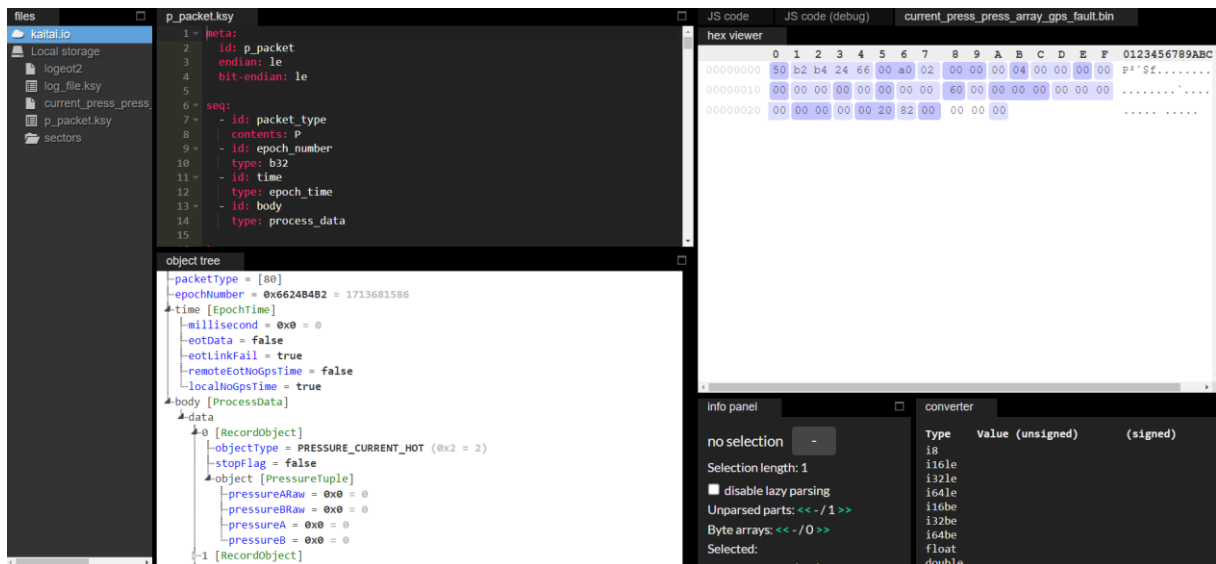 files
kaitai.io
Local storage
logeot2
log_file.ksy
current_press_press_
p_packet.ksy
sectors
p_packet.ksy
1 meta:
2 id: p_packet
3 endian: le
4 bit-endian: le
5
6 seq:
7 - id: packet_type
8 contents: P
9 - id: epoch_number
10 type: b32
11 - id: time
12 type: epoch_time
13 - id: body
14 type: process_data
15
object tree
packetType = [80]
epochNumber = 0x6624B4B2 = 1713681586
time [EpochTime]
millisecond = 0x0 = 0
eotData = false
eotLinkFail = true
remoteEotNoGpsTime = false
localNoGpsTime = true
body [ProcessData]
data
0 [RecordObject]
objectType = PRESSURE_CURRENT_HOT (0x2 = 2)
stopFlag = false
object [PressureTuple]
pressureARaw = 0x0 = 0
pressureBRaw = 0x0 = 0
pressureA = 0x0 = 0
pressureB = 0x0 = 0
1 [RecordObject]
JS code JS code (debug) current_press_press_array_gps_fault.bin
hex viewer
0 1 2 3 4 5 6 7 8 9 A B C D E F 0123456789ABC
00000000 50 b2 b4 24 66 00 a0 02 00 00 00 04 00 00 00 00 P²´$f........
00000010 00 00 00 00 00 00 00 00 60 00 00 00 00 00 00 00 ........`....
00000020 00 00 00 00 00 20 82 00 00 00 00 ..... .....
info panel
no selection -
Selection length: 1
disable lazy parsing
Unparsed parts: << - / 1 >>
Byte arrays: << - / 0 >>
Selected:
converter
Type Value (unsigned) (signed)
i8
i16le
i32le
i64le
i16be
i32be
i64be
float
double